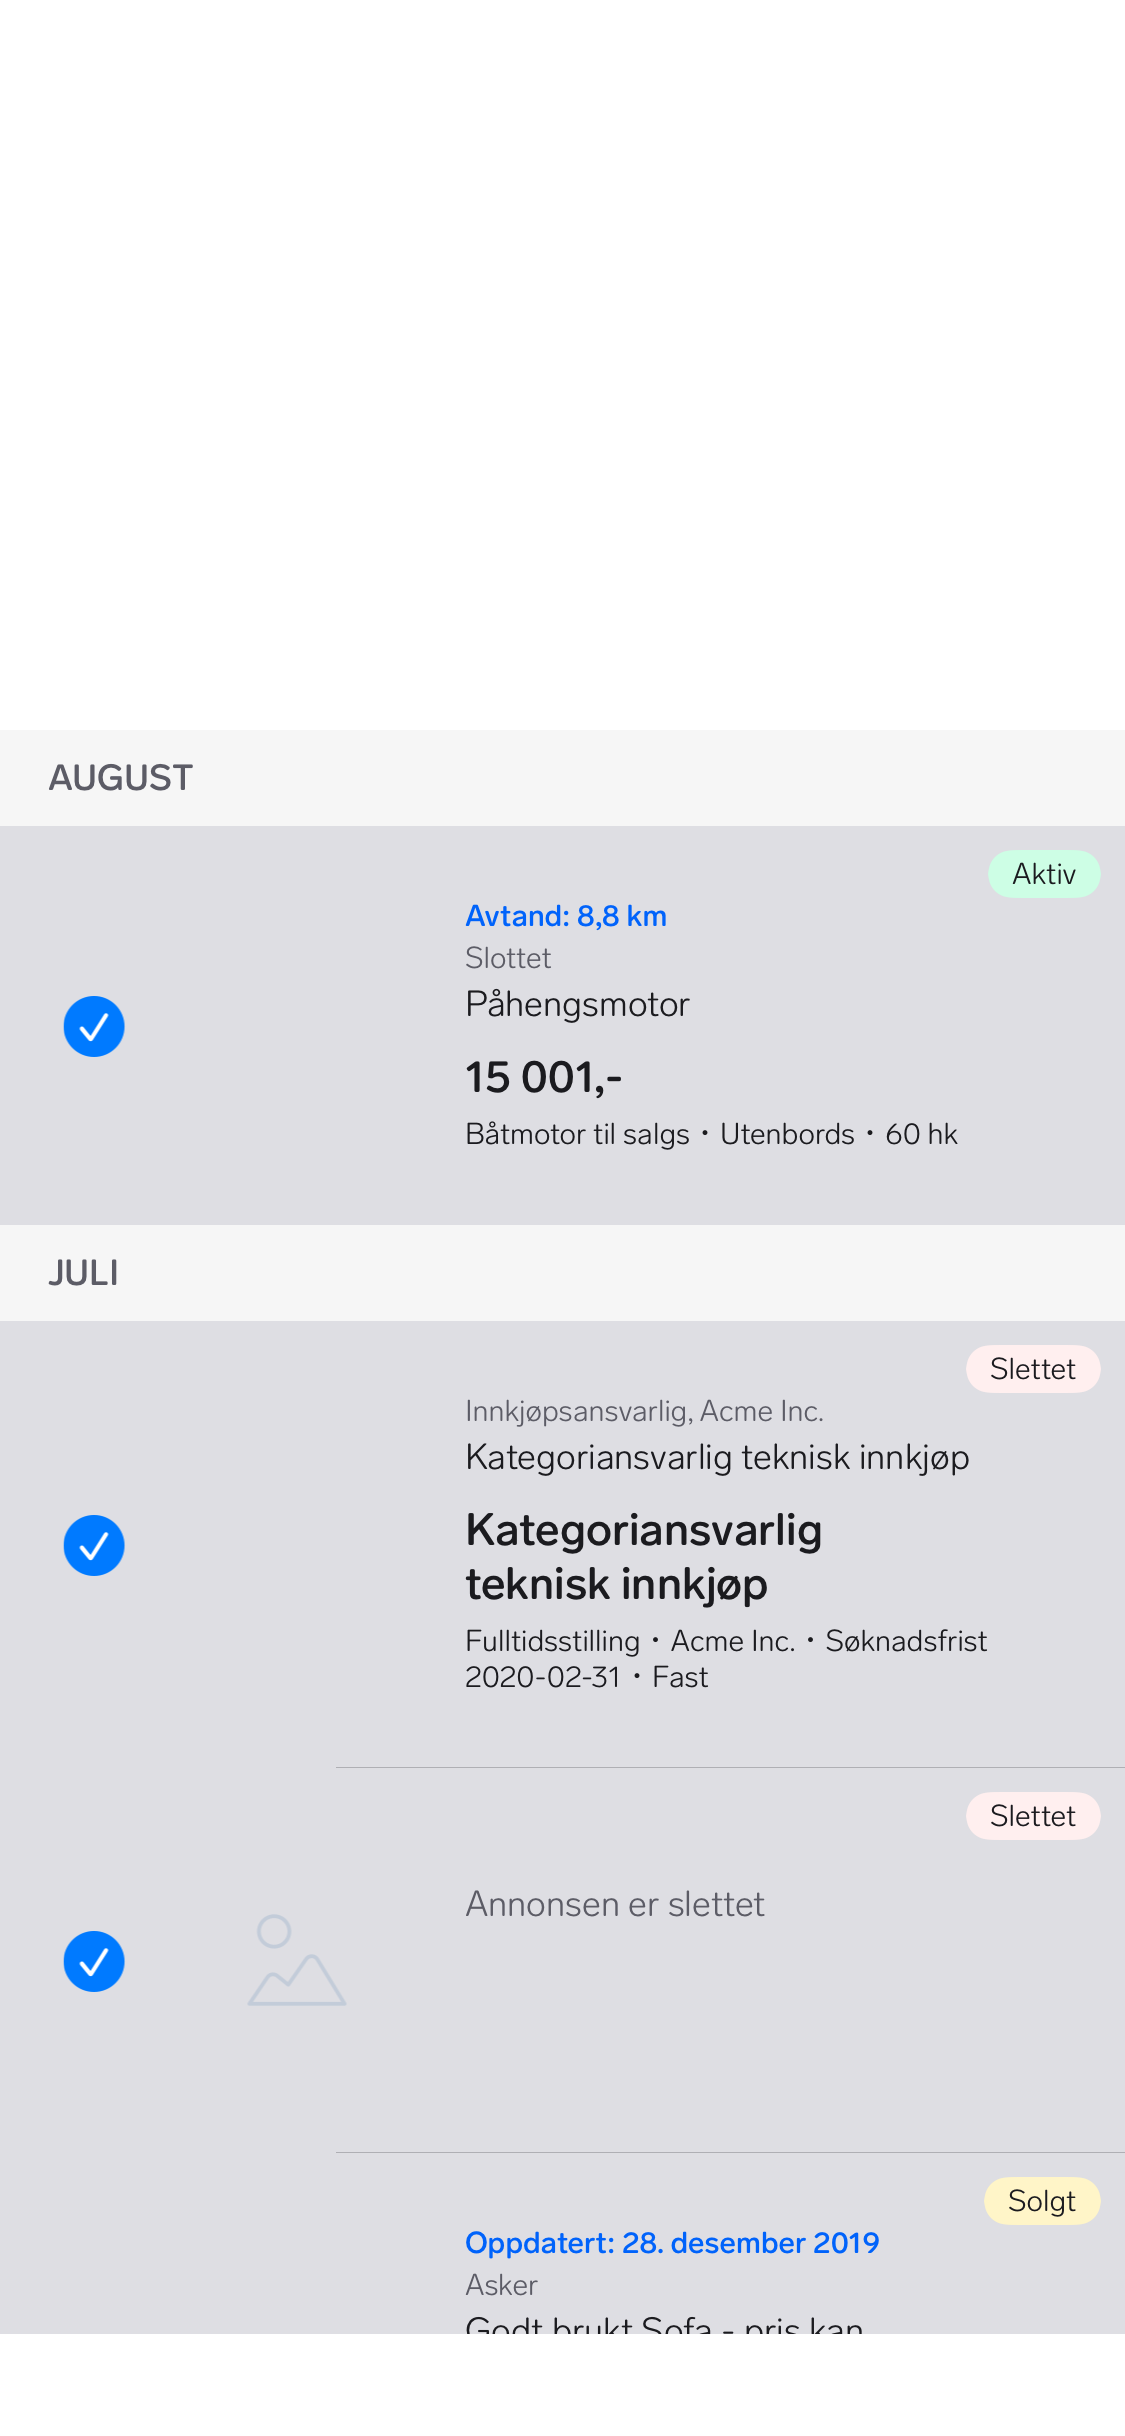 AUGUST
Aktiv
Avtand: 8,8 km
Slottet
Påhengsmotor
15 001,-
Båtmotor til salgs • Utenbords • 60 hk
JULI
Slettet
Innkjøpsansvarlig, Acme Inc.
Kategoriansvarlig teknisk innkjøp
Kategoriansvarlig
teknisk innkjøp
Fulltidsstilling • Acme Inc. • Søknadsfrist
2020-02-31 • Fast
Slettet
Annonsen er slettet
Solgt
Oppdatert: 28. desember 2019
Asker
Godt brukt Sofa - pris kan